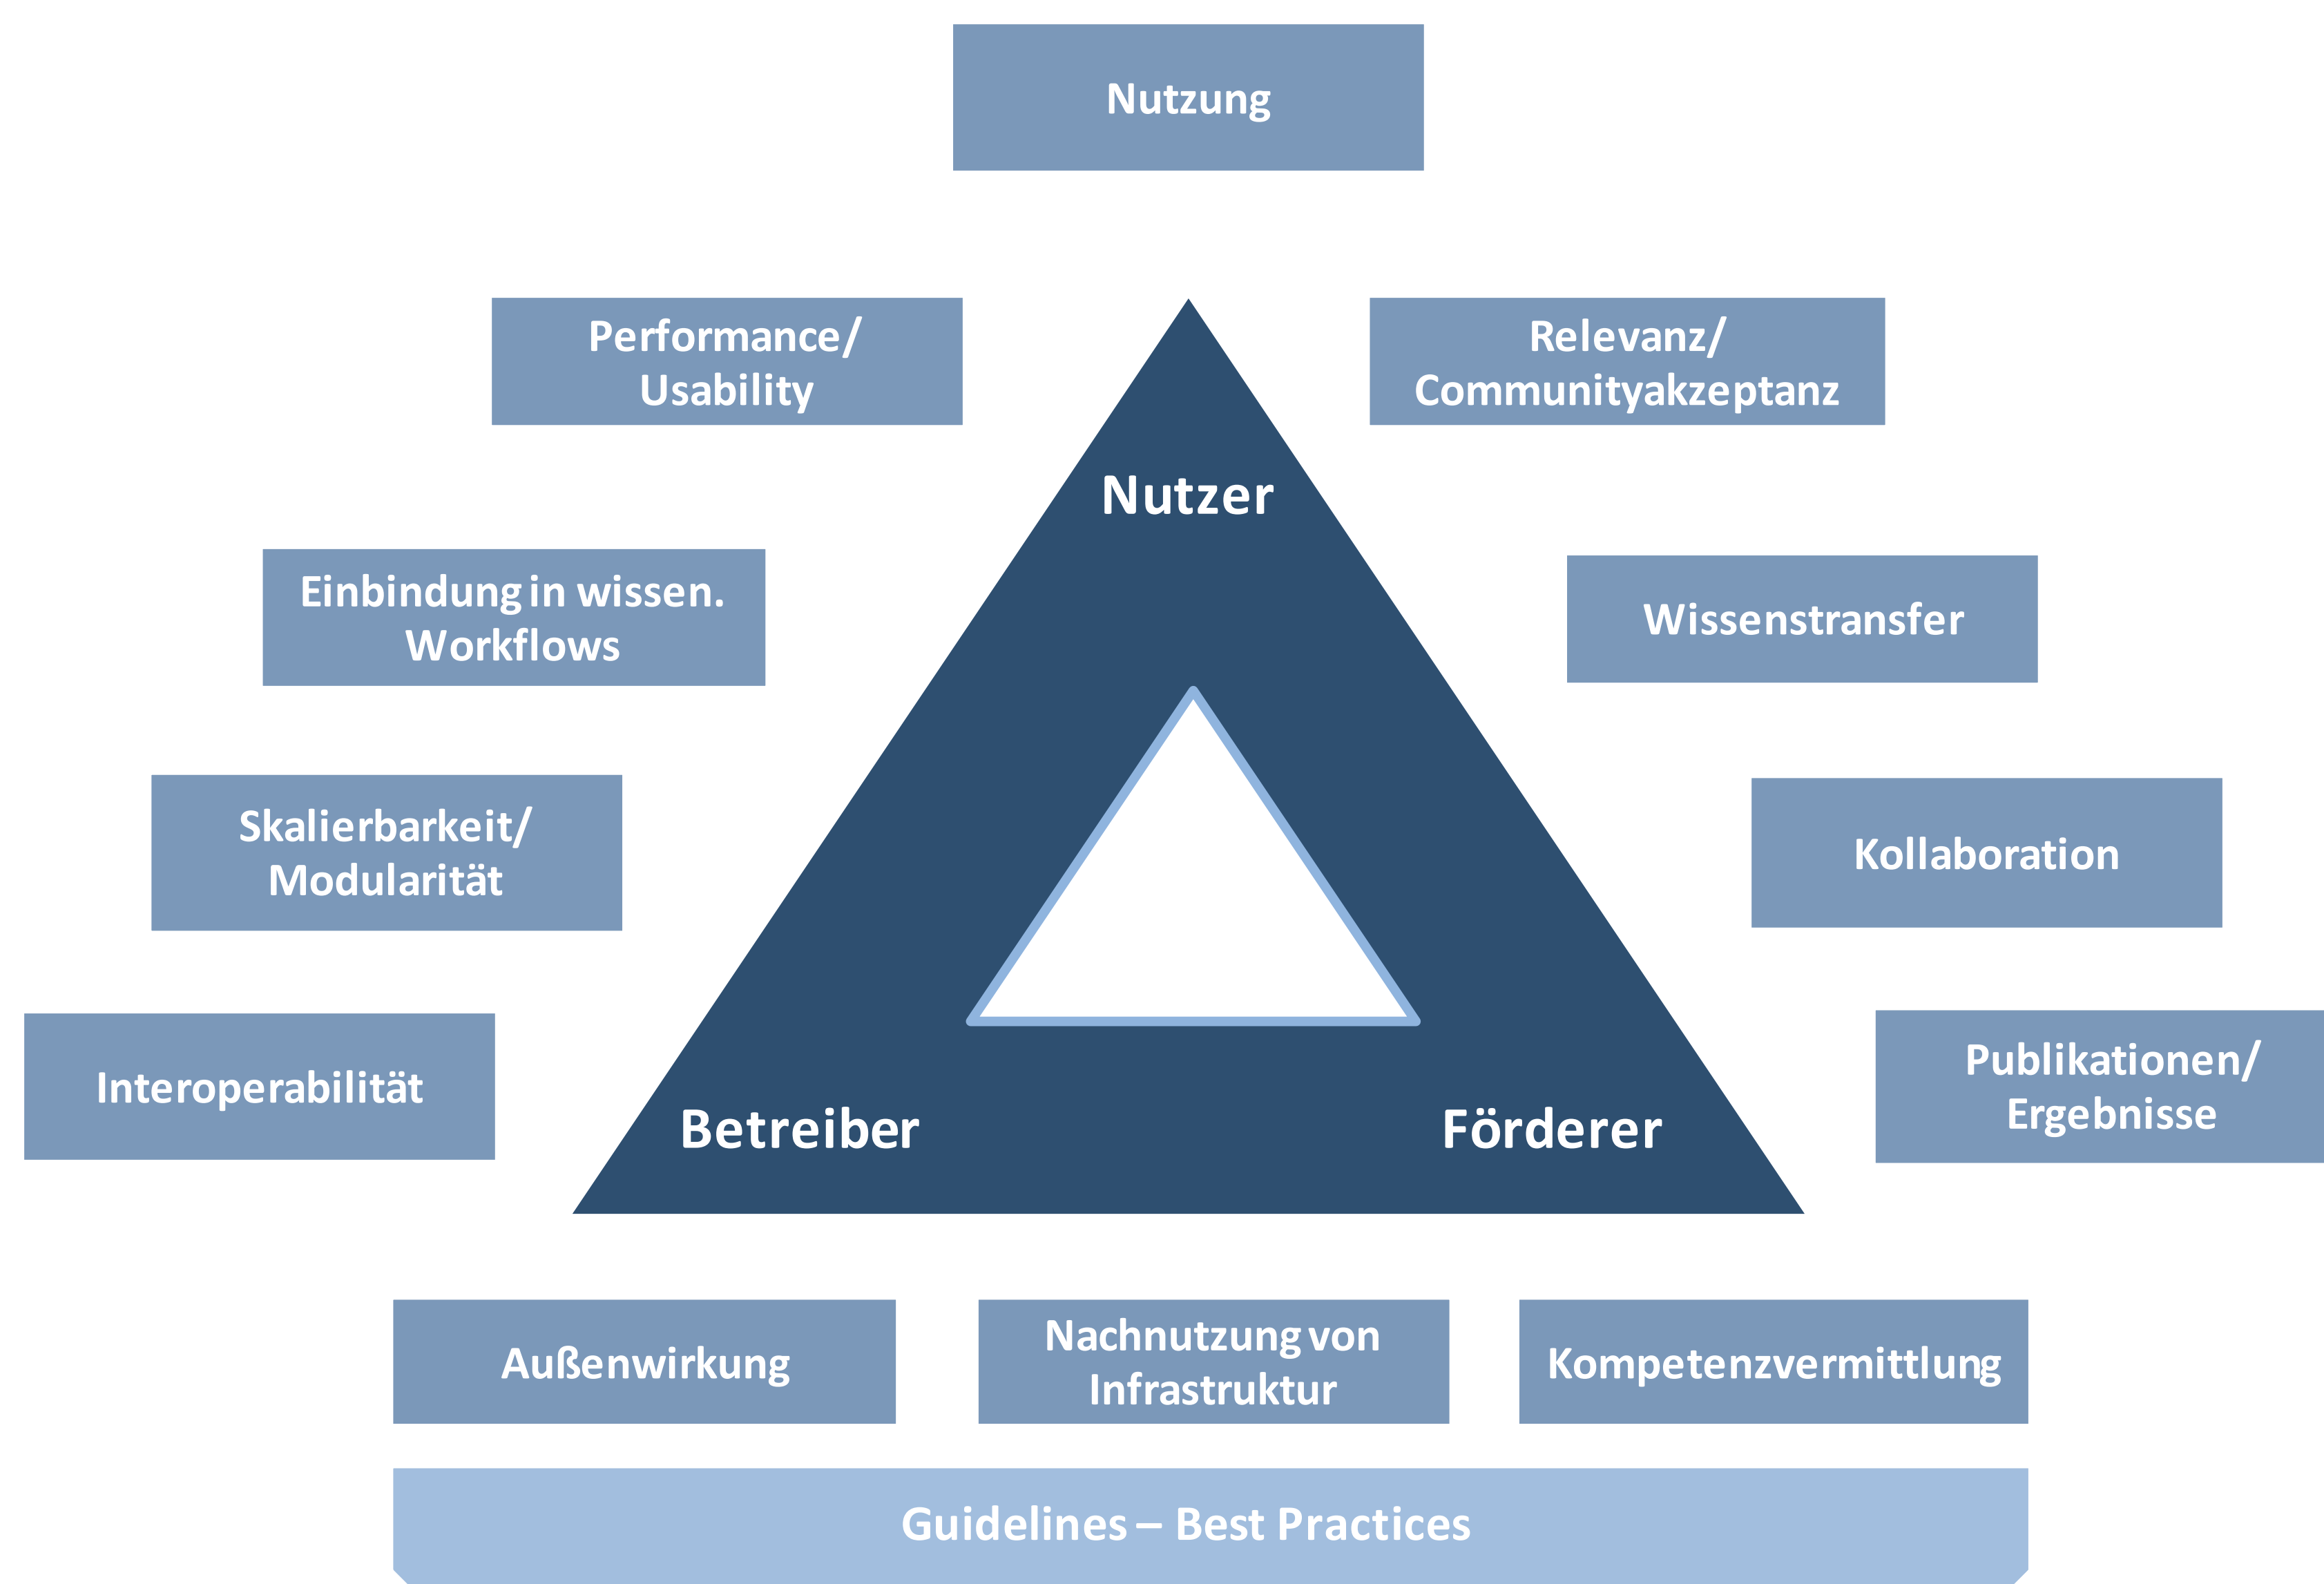 Nutzung
Performance/
Usability
Relevanz/
Communityakzeptanz
Nutzer
Einbindung in wissen.
Workflows
Wissenstransfer
Skalierbarkeit/
Modularität
Kollaboration
Interoperabilität
Publikationen/
Ergebnisse
Betreiber
Förderer
Außenwirkung
Nachnutzung von
Infrastruktur
Kompetenzvermittlung
Guidelines – Best Practices